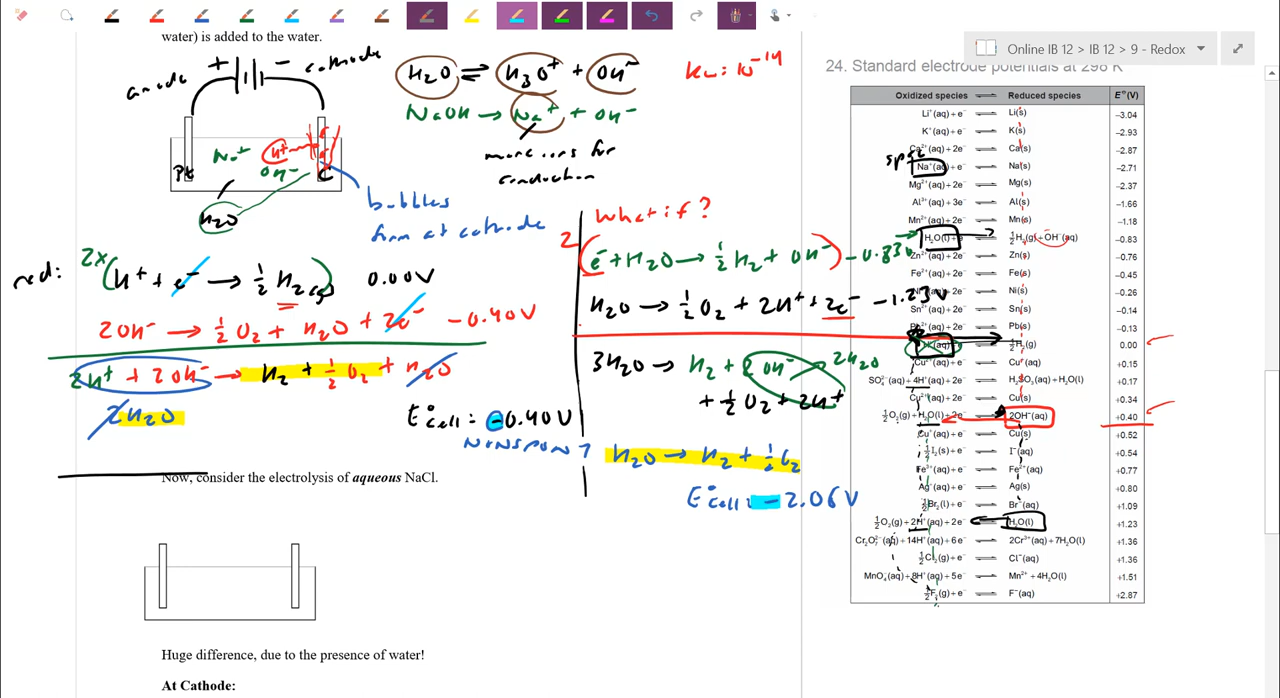 water) is added to the water.
Online IB 12 > IB 12 > 9 - Redox
24. Standard electrode potentials at 298 K
+ − cathode
anode
H2O ⇌ H3O+ + OH−
Kw: 10−14
NaOH → Na+ + OH−
more ions for
conduction
Na+ H+
OH−
Pt C
H2O
bubbles
form at cathode
What if?
red: 2x(H+ + e− → ½ H2(g)) 0.00V
2OH− → ½ O2 + H2O + 2e− −0.40V
2H+ + 2OH− → H2 + ½ O2 + H2O
2H2O
E°cell: −0.40V
NONSPON
2(e− + H2O → ½ H2 + OH−) −0.83V
H2O → ½ O2 + 2H+ + 2e− −1.23V
3H2O → H2 + 2OH− 2H2O
+ ½ O2 + 2H+
H2O → H2 + ½ O2
E°cell = −2.06V
Now, consider the electrolysis of aqueous NaCl.
Huge difference, due to the presence of water!
At Cathode:
Oxidized species ⇌ Reduced species E⊖(V)
Li+(aq) + e− ⇌ Li(s) −3.04
K+(aq) + e− ⇌ K(s) −2.93
Ca2+(aq) + 2e− ⇌ Ca(s) −2.87
Na+(aq) + e− ⇌ Na(s) −2.71
Mg2+(aq) + 2e− ⇌ Mg(s) −2.37
Al3+(aq) + 3e− ⇌ Al(s) −1.66
Mn2+(aq) + 2e− ⇌ Mn(s) −1.18
H2O(l) + e− ⇌ ½H2(g) + OH−(aq) −0.83
Zn2+(aq) + 2e− ⇌ Zn(s) −0.76
Fe2+(aq) + 2e− ⇌ Fe(s) −0.45
Ni2+(aq) + 2e− ⇌ Ni(s) −0.26
Sn2+(aq) + 2e− ⇌ Sn(s) −0.14
Pb2+(aq) + 2e− ⇌ Pb(s) −0.13
H+(aq) + e− ⇌ ½H2(g) 0.00
Cu2+(aq) + e− ⇌ Cu+(aq) +0.15
SO42−(aq) + 4H+(aq) + 2e− ⇌ H2SO3(aq) + H2O(l) +0.17
Cu2+(aq) + 2e− ⇌ Cu(s) +0.34
½O2(g) + H2O(l) + 2e− ⇌ 2OH−(aq) +0.40
Cu+(aq) + e− ⇌ Cu(s) +0.52
½I2(s) + e− ⇌ I−(aq) +0.54
Fe3+(aq) + e− ⇌ Fe2+(aq) +0.77
Ag+(aq) + e− ⇌ Ag(s) +0.80
½Br2(l) + e− ⇌ Br−(aq) +1.09
½O2(g) + 2H+(aq) + 2e− ⇌ H2O(l) +1.23
Cr2O72−(aq) + 14H+(aq) + 6e− ⇌ 2Cr3+(aq) + 7H2O(l) +1.36
½Cl2(g) + e− ⇌ Cl−(aq) +1.36
MnO4−(aq) + 8H+(aq) + 5e− ⇌ Mn2+ + 4H2O(l) +1.51
½F2(g) + e− ⇌ F−(aq) +2.87